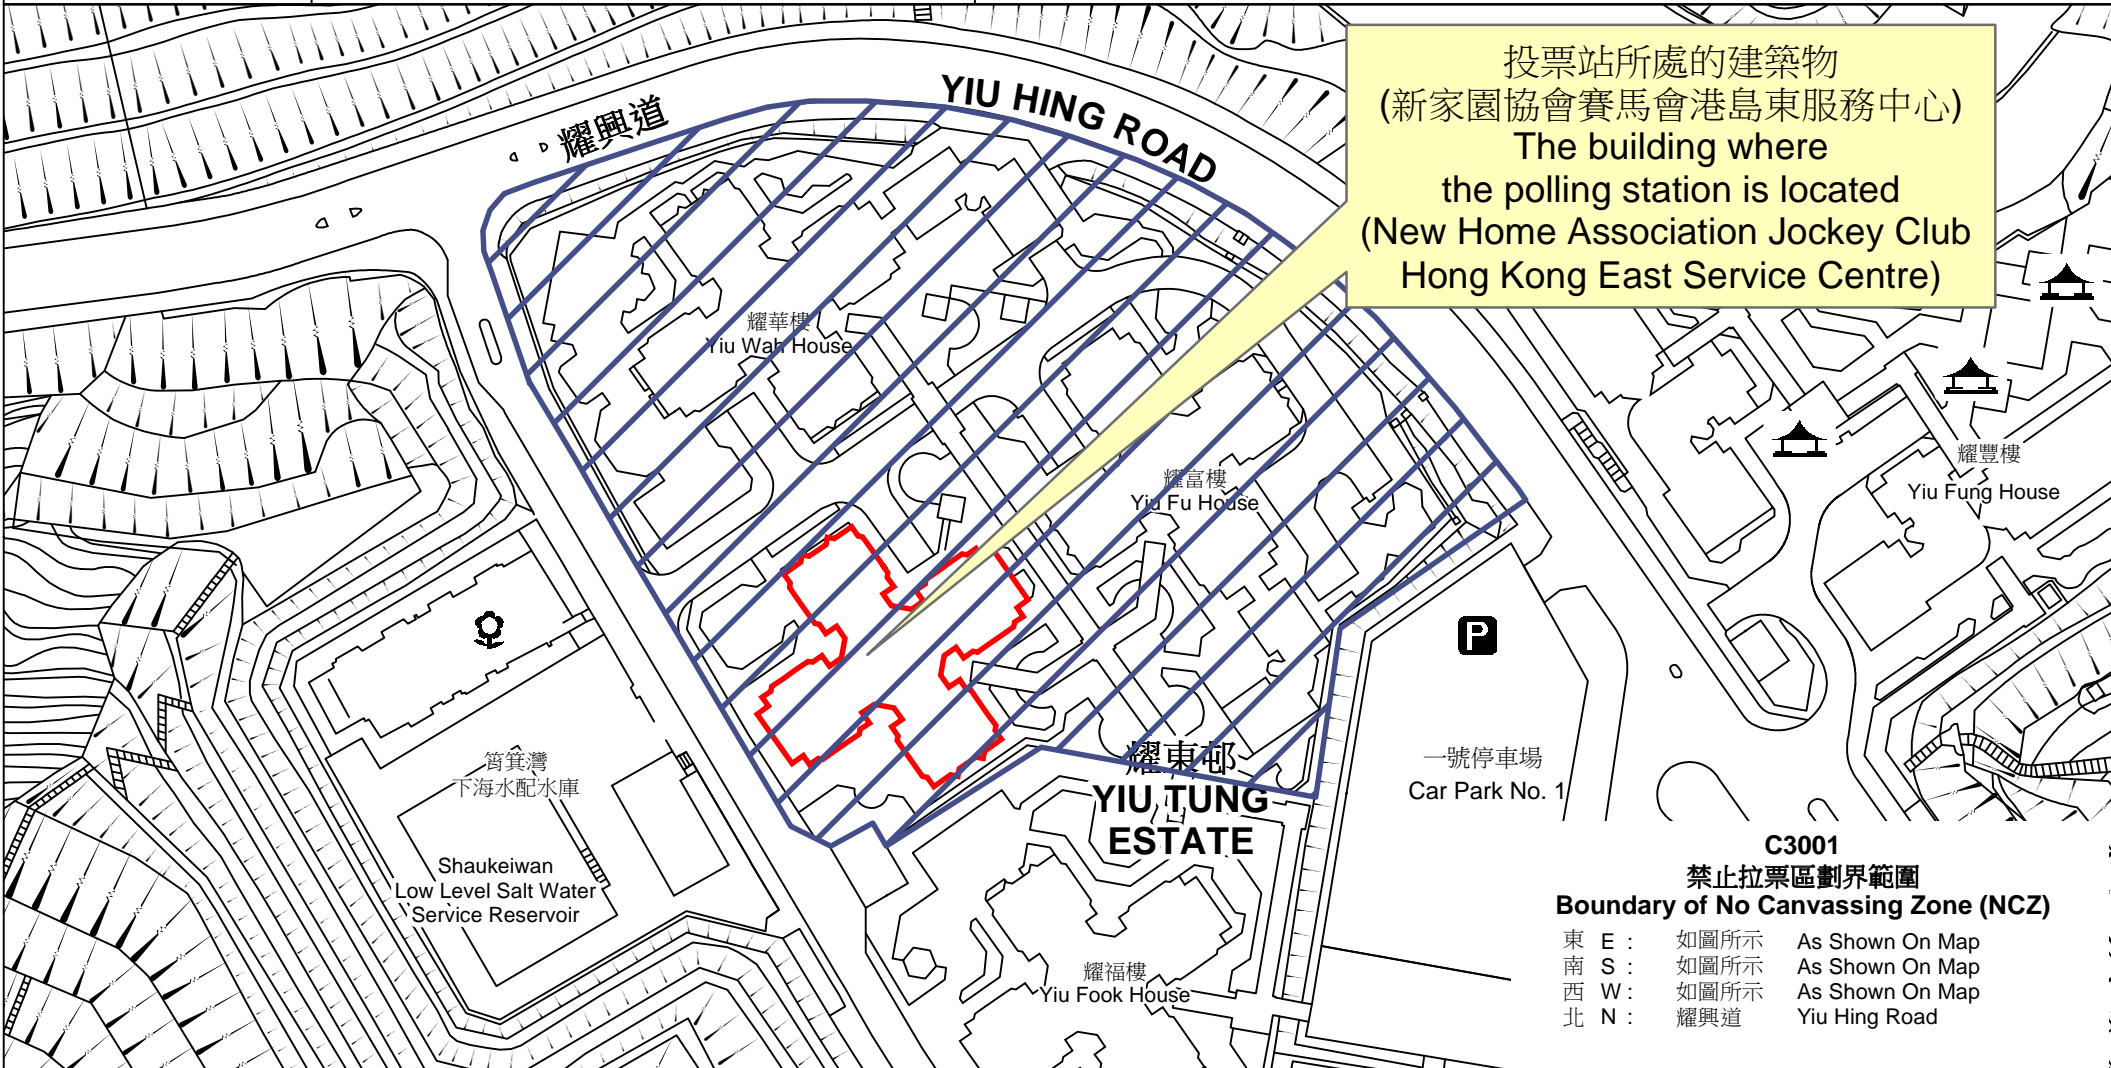 投票站所處的建築物
(新家園協會賽馬會港島東服務中心)
The building where
the polling station is located
(New Home Association Jockey Club
Hong Kong East Service Centre)
耀興道
YIU HING ROAD
耀華樓
Yiu Wah House
耀富樓
Yiu Fu House
耀豐樓
Yiu Fung House
P
筲箕灣
下海水配水庫
Shaukeiwan
Low Level Salt Water
Service Reservoir
耀東邨
YIU TUNG
ESTATE
一號停車場
Car Park No. 1
耀福樓
Yiu Fook House
C3001
禁止拉票區劃界範圍
Boundary of No Canvassing Zone (NCZ)
東 E : 如圖所示 As Shown On Map
南 S : 如圖所示 As Shown On Map
西 W : 如圖所示 As Shown On Map
北 N : 耀興道 Yiu Hing Road